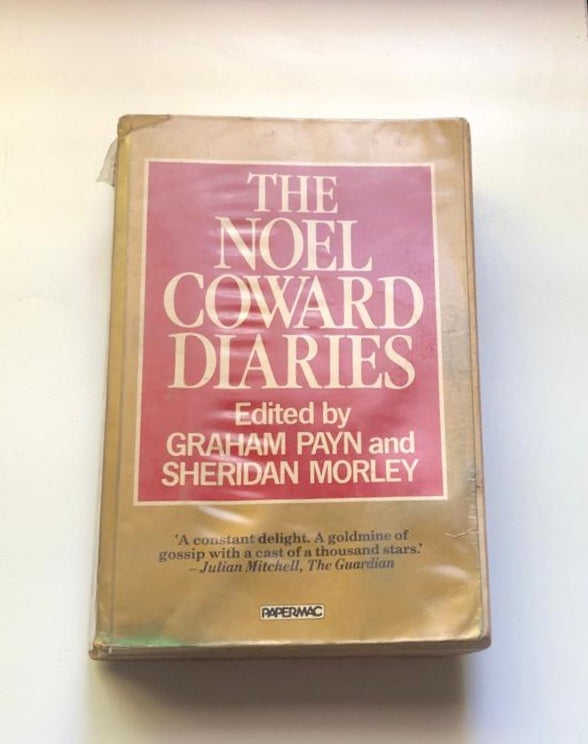 THE
NOEL
COWARD
DIARIES
Edited by
GRAHAM PAYN and
SHERIDAN MORLEY
'A constant delight. A goldmine of
gossip with a cast of a thousand stars.'
– Julian Mitchell, The Guardian
PAPERMAC